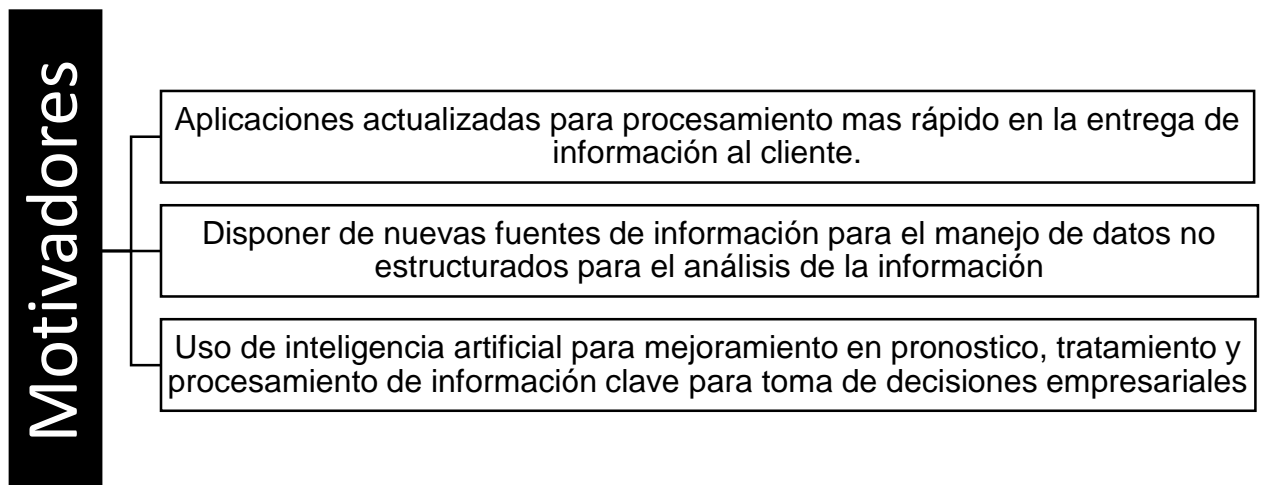 Motivadores
Aplicaciones actualizadas para procesamiento mas rápido en la entrega de
información al cliente.
Disponer de nuevas fuentes de información para el manejo de datos no
estructurados para el análisis de la información
Uso de inteligencia artificial para mejoramiento en pronostico, tratamiento y
procesamiento de información clave para toma de decisiones empresariales